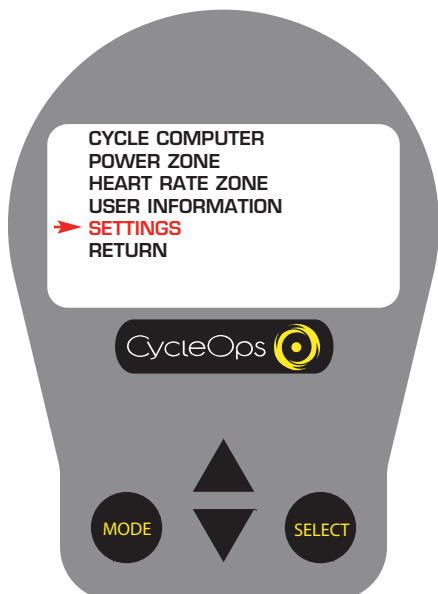 CYCLE COMPUTER
POWER ZONE
HEART RATE ZONE
USER INFORMATION
SETTINGS
RETURN
CycleOps
MODE
SELECT